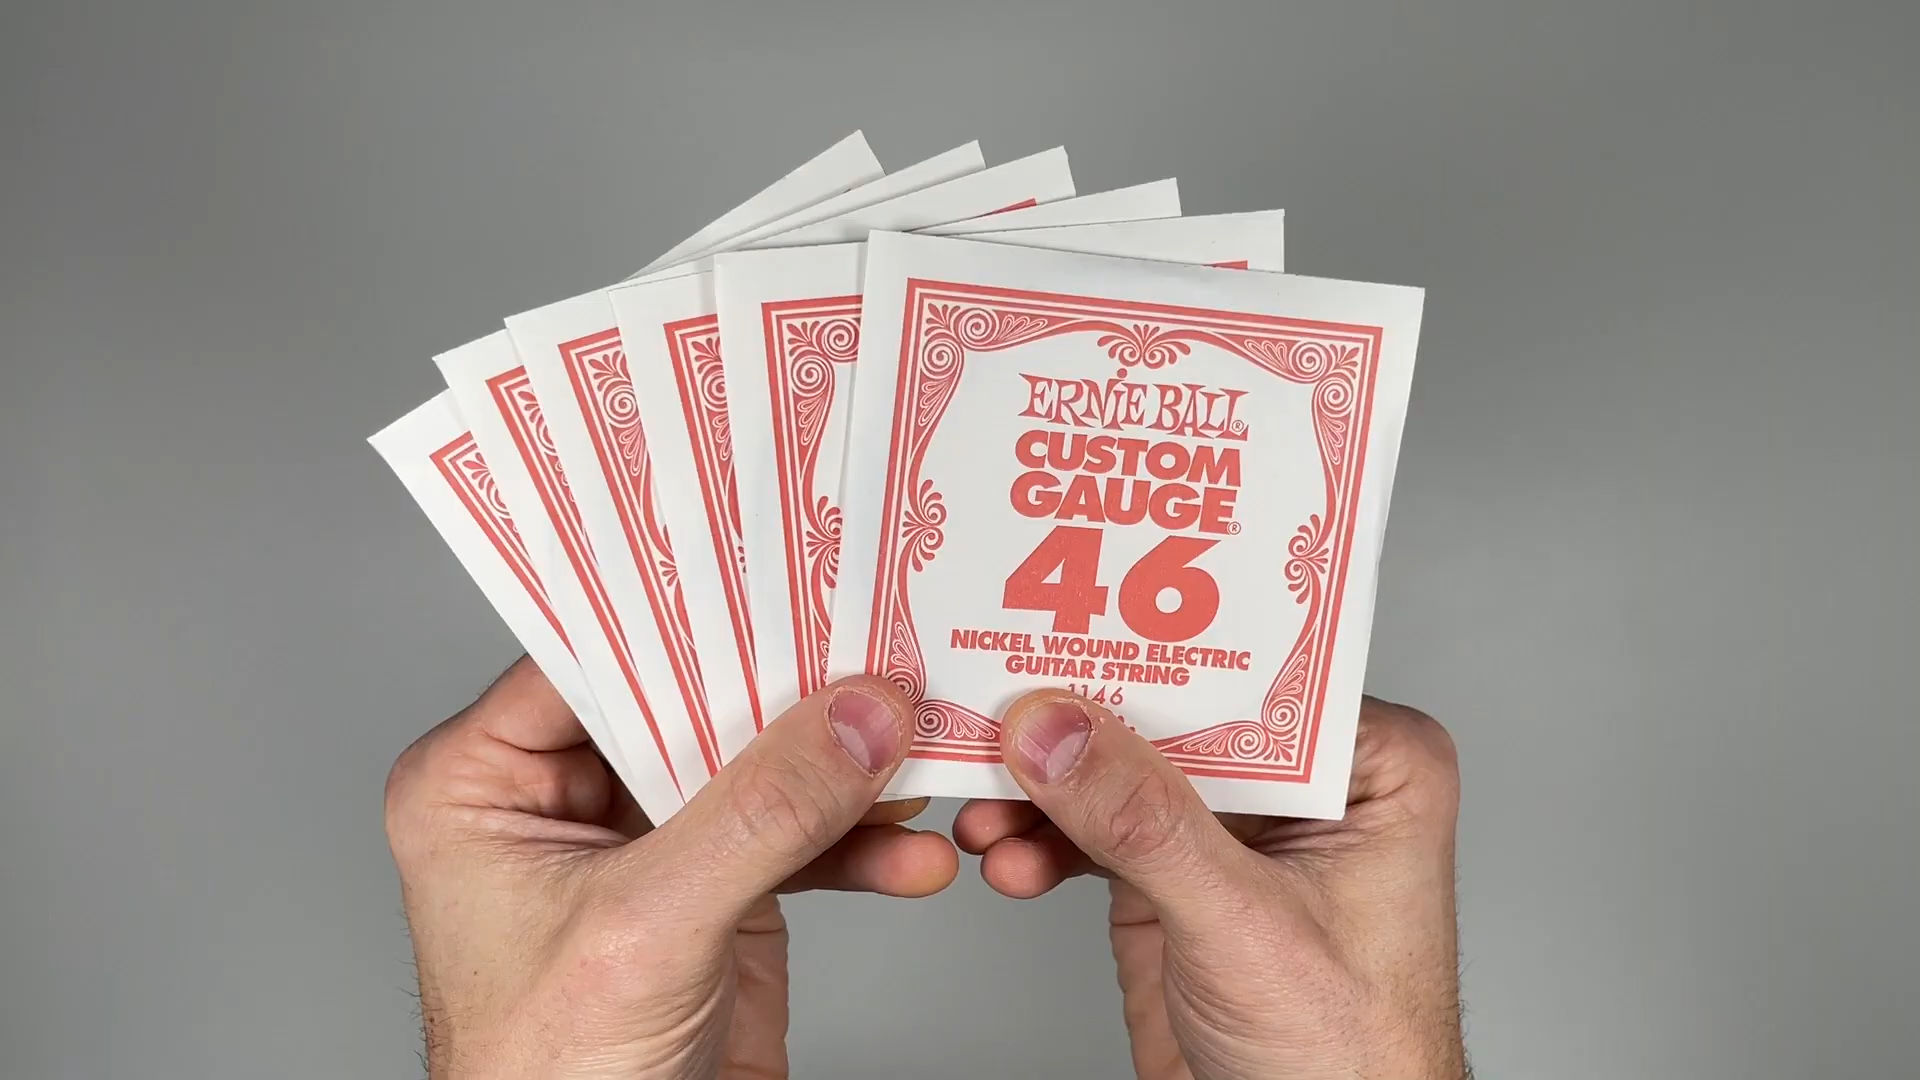 ERNIE BALL®
CUSTOM
GAUGE®
46
NICKEL WOUND ELECTRIC
GUITAR STRING
1146